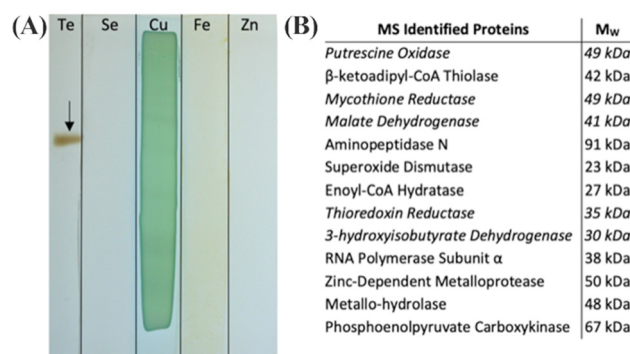 (A) Te Se Cu Fe Zn
(B) MS Identified Proteins Mw
Putrescine Oxidase 49 kDa
β-ketoadipyl-CoA Thiolase 42 kDa
Mycothione Reductase 49 kDa
Malate Dehydrogenase 41 kDa
Aminopeptidase N 91 kDa
Superoxide Dismutase 23 kDa
Enoyl-CoA Hydratase 27 kDa
Thioredoxin Reductase 35 kDa
3-hydroxyisobutyrate Dehydrogenase 30 kDa
RNA Polymerase Subunit α 38 kDa
Zinc-Dependent Metalloprotease 50 kDa
Metallo-hydrolase 48 kDa
Phosphoenolpyruvate Carboxykinase 67 kDa